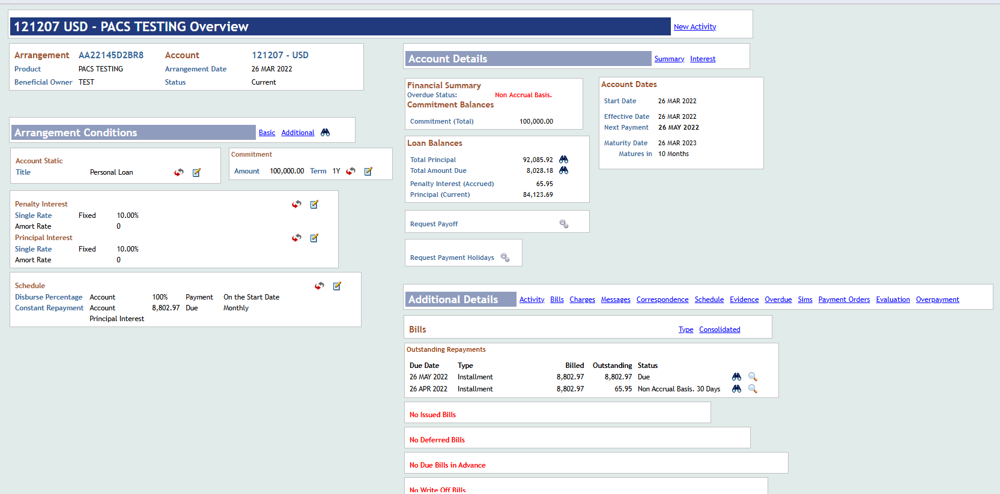 121207 USD - PACS TESTING Overview
New Activity
Arrangement AA22145D2BR8 Account 121207 - USD
Product PACS TESTING Arrangement Date 26 MAR 2022
Beneficial Owner TEST Status Current
Arrangement Conditions Basic Additional
Account Static
Title Personal Loan
Commitment
Amount 100,000.00 Term 1Y
Penalty Interest
Single Rate Fixed 10.00%
Amort Rate 0
Principal Interest
Single Rate Fixed 10.00%
Amort Rate 0
Schedule
Disburse Percentage Account 100% Payment On the Start Date
Constant Repayment Account 8,802.97 Due Monthly
Principal Interest
Account Details Summary Interest
Financial Summary
Overdue Status: Non Accrual Basis.
Commitment Balances
Commitment (Total) 100,000.00
Account Dates
Start Date 26 MAR 2022
Effective Date 26 MAR 2022
Next Payment 26 MAY 2022
Maturity Date 26 MAR 2023
Matures in 10 Months
Loan Balances
Total Principal 92,085.92
Total Amount Due 8,028.18
Penalty Interest (Accrued) 65.95
Principal (Current) 84,123.69
Request Payoff
Request Payment Holidays
Additional Details Activity Bills Charges Messages Correspondence Schedule Evidence Overdue Sims Payment Orders Evaluation Overpayment
Bills Type Consolidated
Outstanding Repayments
Due Date Type Billed Outstanding Status
26 MAY 2022 Installment 8,802.97 8,802.97 Due
26 APR 2022 Installment 8,802.97 65.95 Non Accrual Basis. 30 Days
No Issued Bills
No Deferred Bills
No Due Bills in Advance
No Write Off Bills